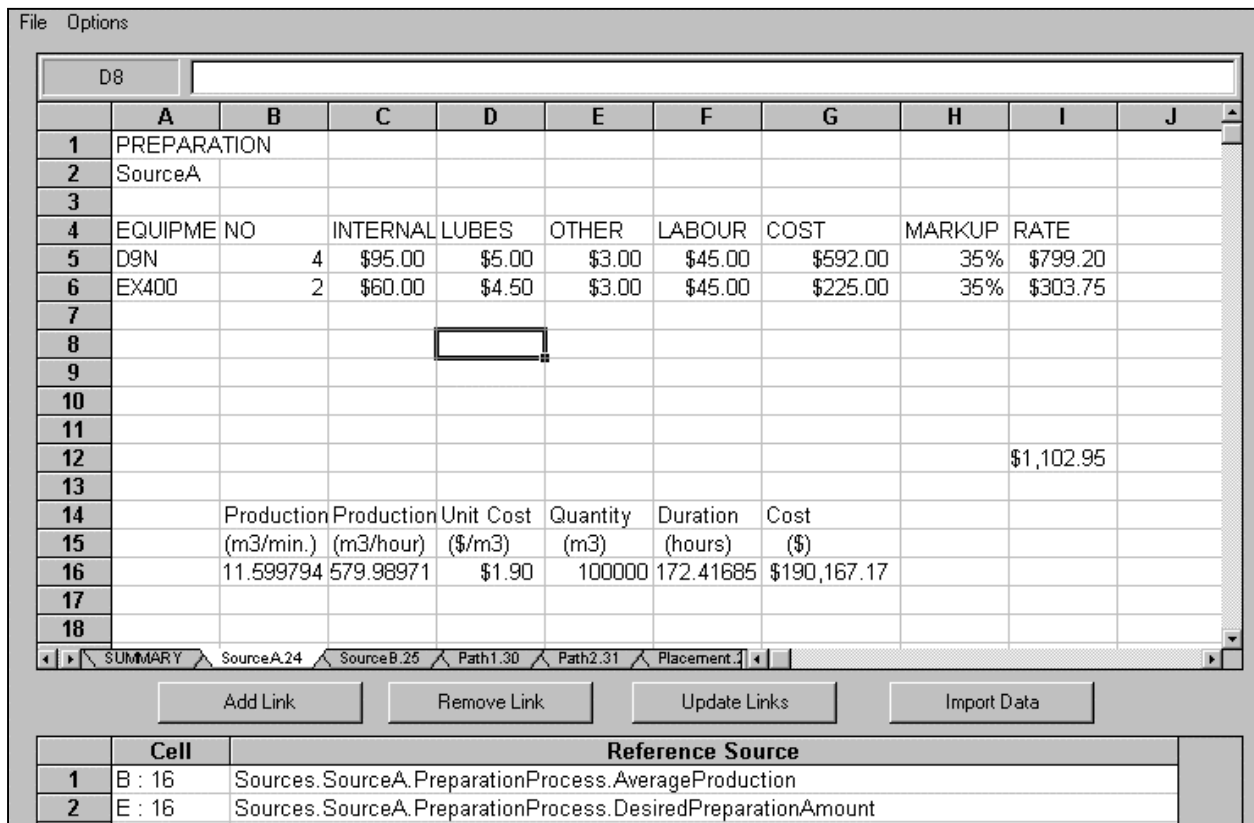 File Options
D8
A B C D E F G H I J
1 PREPARATION
2 SourceA
3
4 EQUIPME NO INTERNAL LUBES OTHER LABOUR COST MARKUP RATE
5 D9N 4 $95.00 $5.00 $3.00 $45.00 $592.00 35% $799.20
6 EX400 2 $60.00 $4.50 $3.00 $45.00 $225.00 35% $303.75
7
8
9
10
11
12 $1,102.95
13
14 Production Production Unit Cost Quantity Duration Cost
15 (m3/min.) (m3/hour) ($/m3) (m3) (hours) ($)
16 11.599794 579.98971 $1.90 100000 172.41685 $190,167.17
17
18
SUMMARY SourceA.24 SourceB.25 Path1.30 Path2.31 Placement.2
Add Link Remove Link Update Links Import Data
Cell Reference Source
1 B : 16 Sources.SourceA.PreparationProcess.AverageProduction
2 E : 16 Sources.SourceA.PreparationProcess.DesiredPreparationAmount